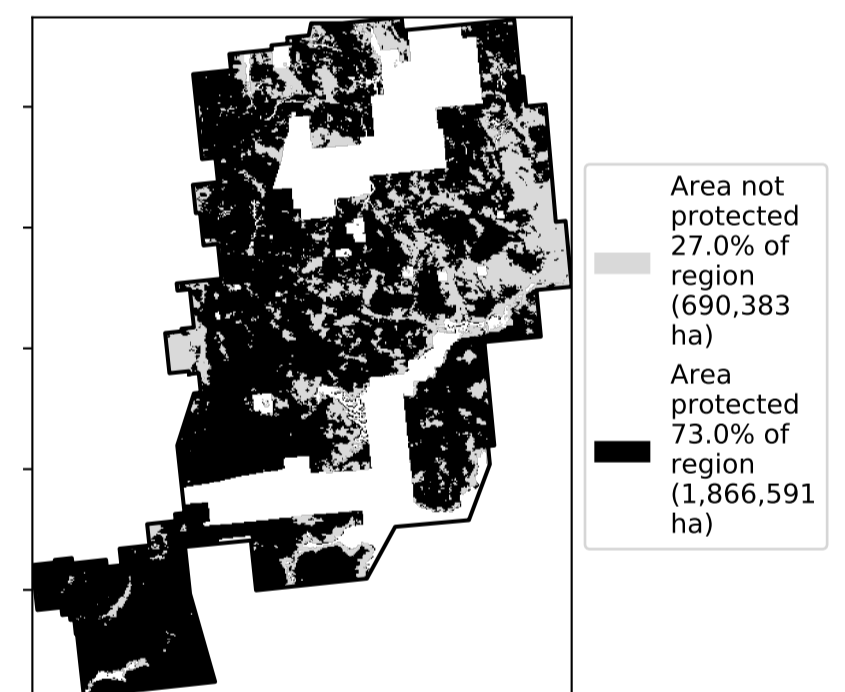 Area not
protected
27.0% of
region
(690,383
ha)
Area
protected
73.0% of
region
(1,866,591
ha)